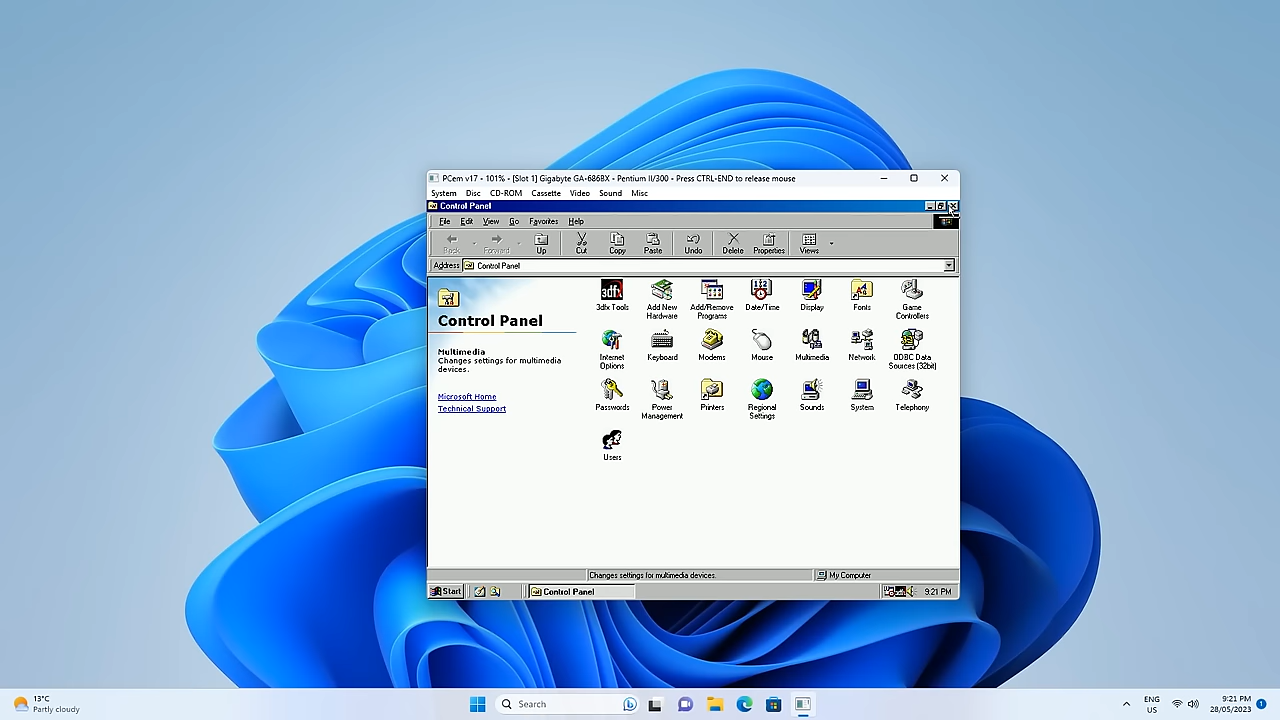 PCem v17 - 101% - [Slot 1] Gigabyte GA-686BX - Pentium II/300 - Press CTRL-END to release mouse
System Disc CD-ROM Cassette Video Sound Misc
Control Panel
File Edit View Go Favorites Help
Back Forward Up Cut Copy Paste Undo Delete Properties Views
Address Control Panel
Control Panel
Multimedia
Changes settings for multimedia
devices.
Microsoft Home
Technical Support
3dfx
3dfx Tools
Add New
Hardware
Add/Remove
Programs
Date/Time
Display
Fonts
Game
Controllers
Internet
Options
Keyboard
Modems
Mouse
Multimedia
Network
ODBC Data
Sources (32bit)
Passwords
Power
Management
Printers
Regional
Settings
Sounds
System
Telephony
Users
Changes settings for multimedia devices. My Computer
Start Control Panel 9:21 PM
13°C
Partly cloudy
Search
ENG
US
9:21 PM
28/05/2023
1